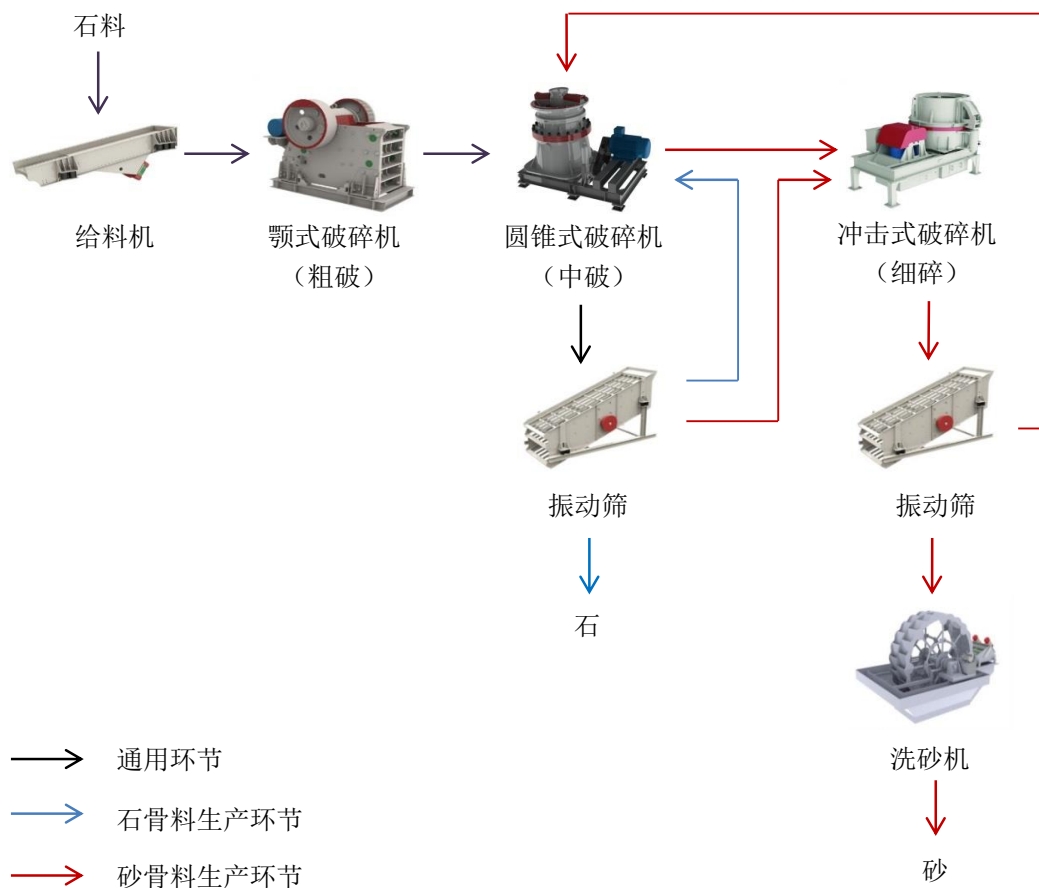 石料
给料机
颚式破碎机
（粗破）
圆锥式破碎机
（中破）
冲击式破碎机
（细碎）
振动筛
振动筛
石
洗砂机
砂
通用环节
石骨料生产环节
砂骨料生产环节